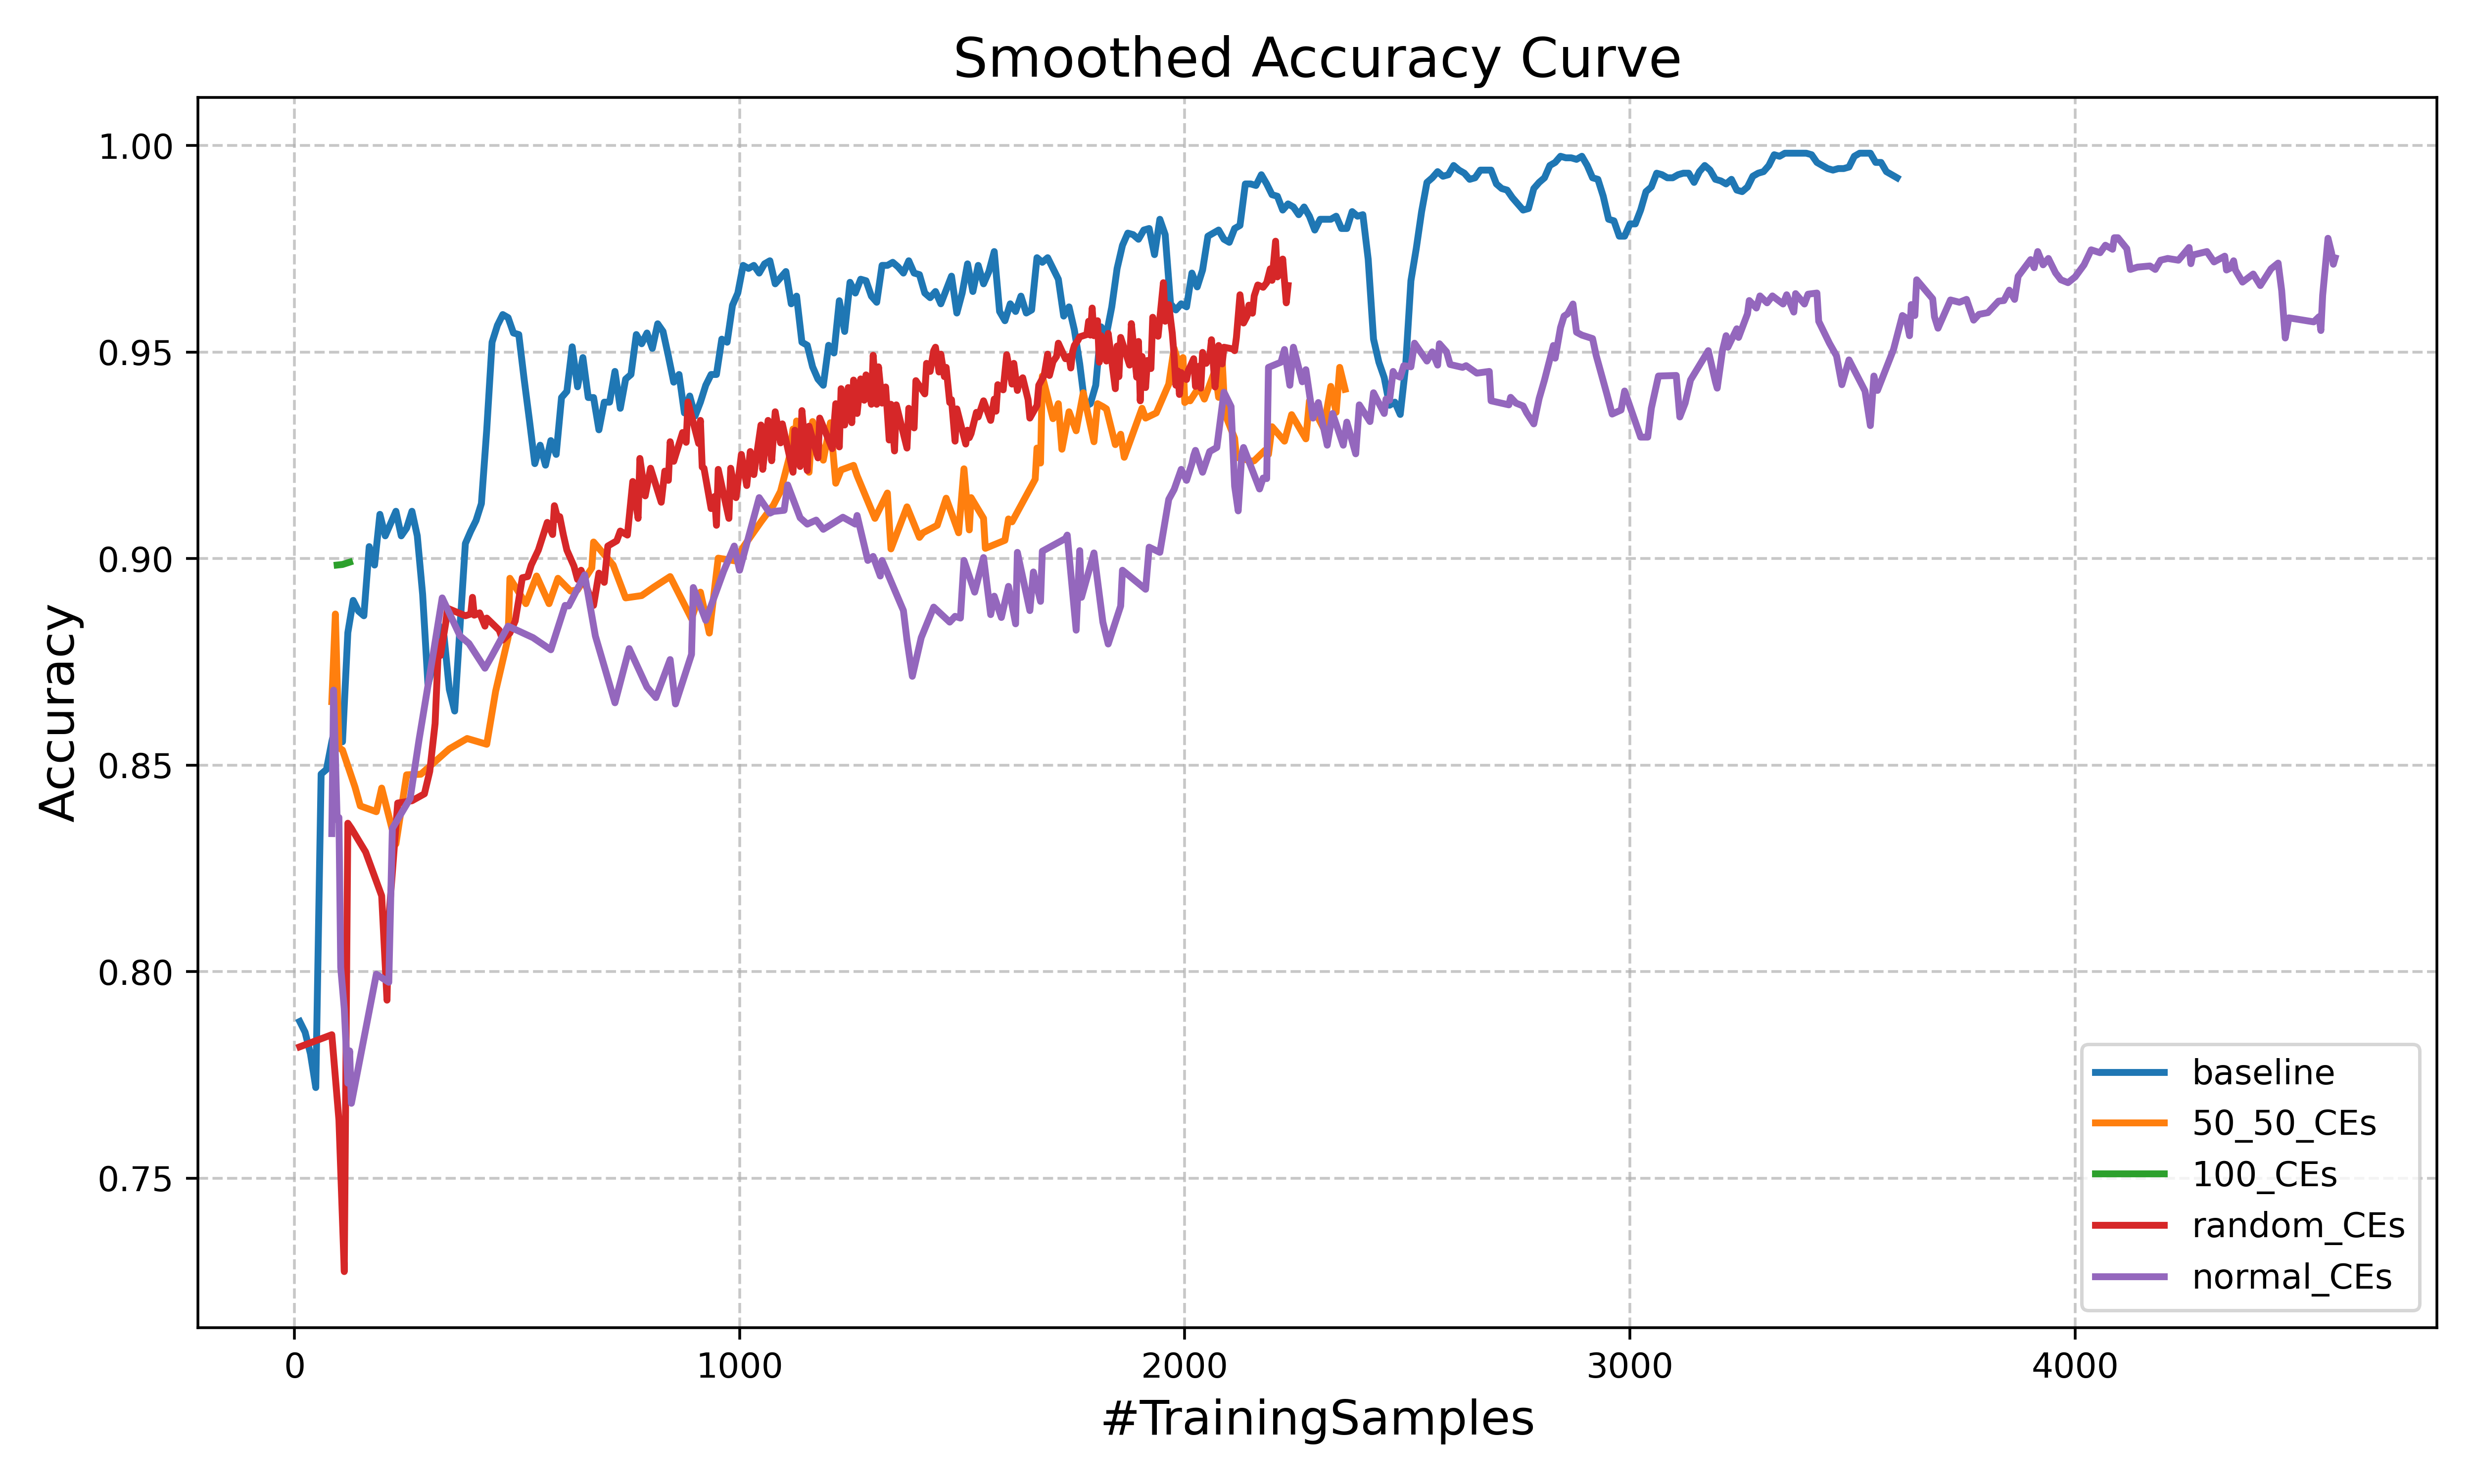 Smoothed Accuracy Curve
1.00
0.95
0.90
0.85
0.80
0.75
Accuracy
0 1000 2000 3000 4000
#TrainingSamples
baseline
50_50_CEs
100_CEs
random_CEs
normal_CEs